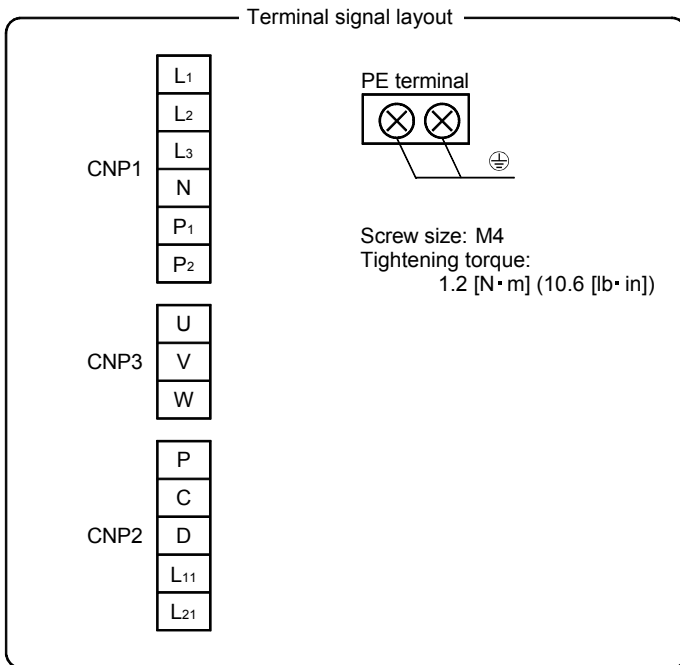 Terminal signal layout
CNP1
L1
L2
L3
N
P1
P2
CNP3
U
V
W
CNP2
P
C
D
L11
L21
PE terminal
Screw size: M4
Tightening torque:
1.2 [N▪m] (10.6 [lb▪in])